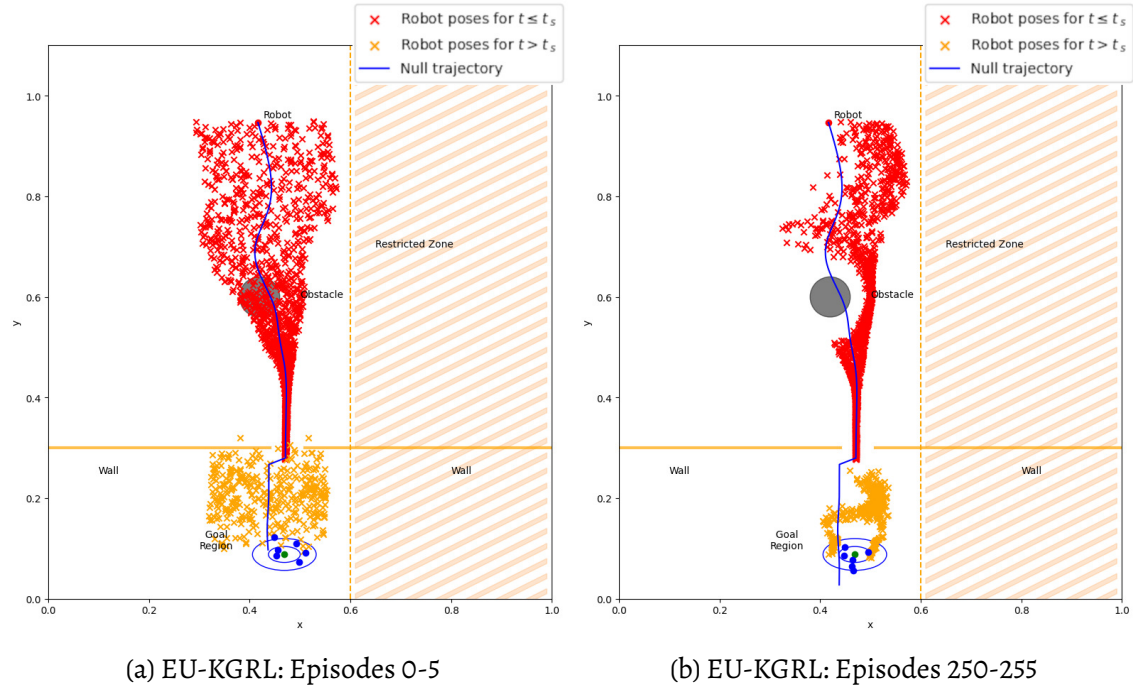 Robot poses for t ≤ t_s
Robot poses for t > t_s
Null trajectory
1.0
0.8
0.6
0.4
0.2
0.0
y
0.0
0.2
0.4
0.6
0.8
1.0
x
Robot
Restricted Zone
Obstacle
Wall
Wall
Goal
Region
(a) EU-KGRL: Episodes 0-5
Robot poses for t ≤ t_s
Robot poses for t > t_s
Null trajectory
1.0
0.8
0.6
0.4
0.2
0.0
y
0.0
0.2
0.4
0.6
0.8
1.0
x
Robot
Restricted Zone
Obstacle
Wall
Wall
Goal
Region
(b) EU-KGRL: Episodes 250-255